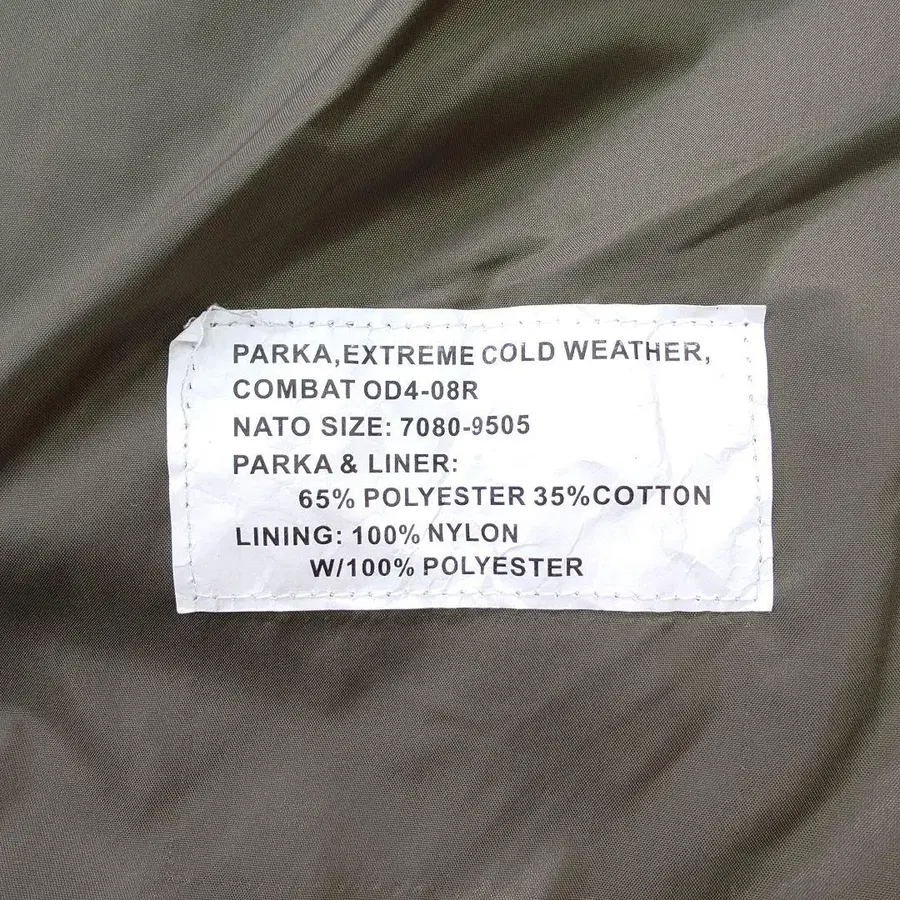 PARKA,EXTREME COLD WEATHER,
COMBAT OD4-08R
NATO SIZE: 7080-9505
PARKA & LINER:
65% POLYESTER 35%COTTON
LINING: 100% NYLON
W/100% POLYESTER